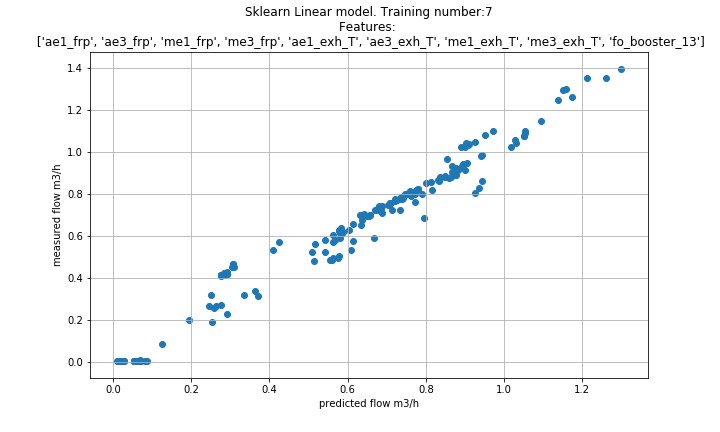 Sklearn Linear model. Training number:7
Features:
['ae1_frp', 'ae3_frp', 'me1_frp', 'me3_frp', 'ae1_exh_T', 'ae3_exh_T', 'me1_exh_T', 'me3_exh_T', 'fo_booster_13']
1.4
1.2
1.0
0.8
0.6
0.4
0.2
0.0
measured flow m3/h
0.0 0.2 0.4 0.6 0.8 1.0 1.2
predicted flow m3/h